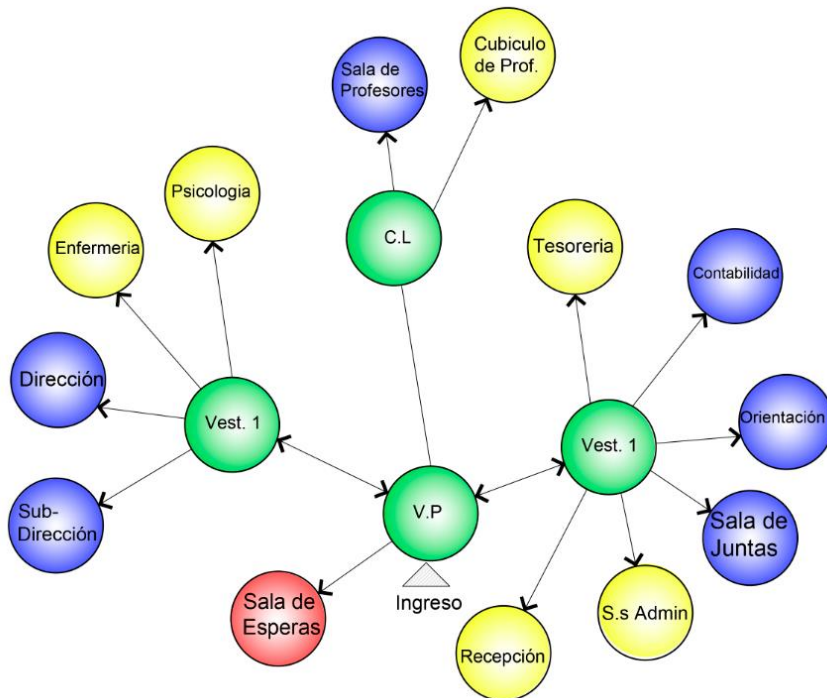 Cubiculo
de Prof.
Sala de
Profesores
Psicologia
Enfermeria
C.L
Tesoreria
Contabilidad
Dirección
Vest. 1
Orientación
Vest. 1
Sub-
Dirección
V.P
Sala de
Juntas
Sala de
Esperas
Ingreso
S.s Admin
Recepción